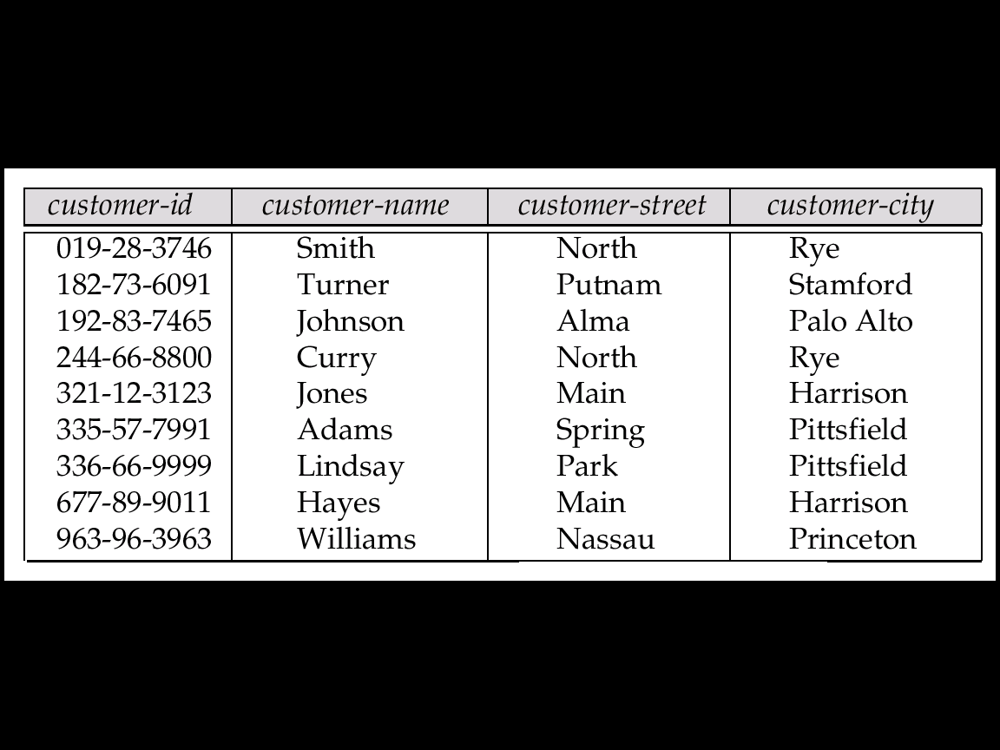 customer-id customer-name customer-street customer-city
019-28-3746 Smith North Rye
182-73-6091 Turner Putnam Stamford
192-83-7465 Johnson Alma Palo Alto
244-66-8800 Curry North Rye
321-12-3123 Jones Main Harrison
335-57-7991 Adams Spring Pittsfield
336-66-9999 Lindsay Park Pittsfield
677-89-9011 Hayes Main Harrison
963-96-3963 Williams Nassau Princeton